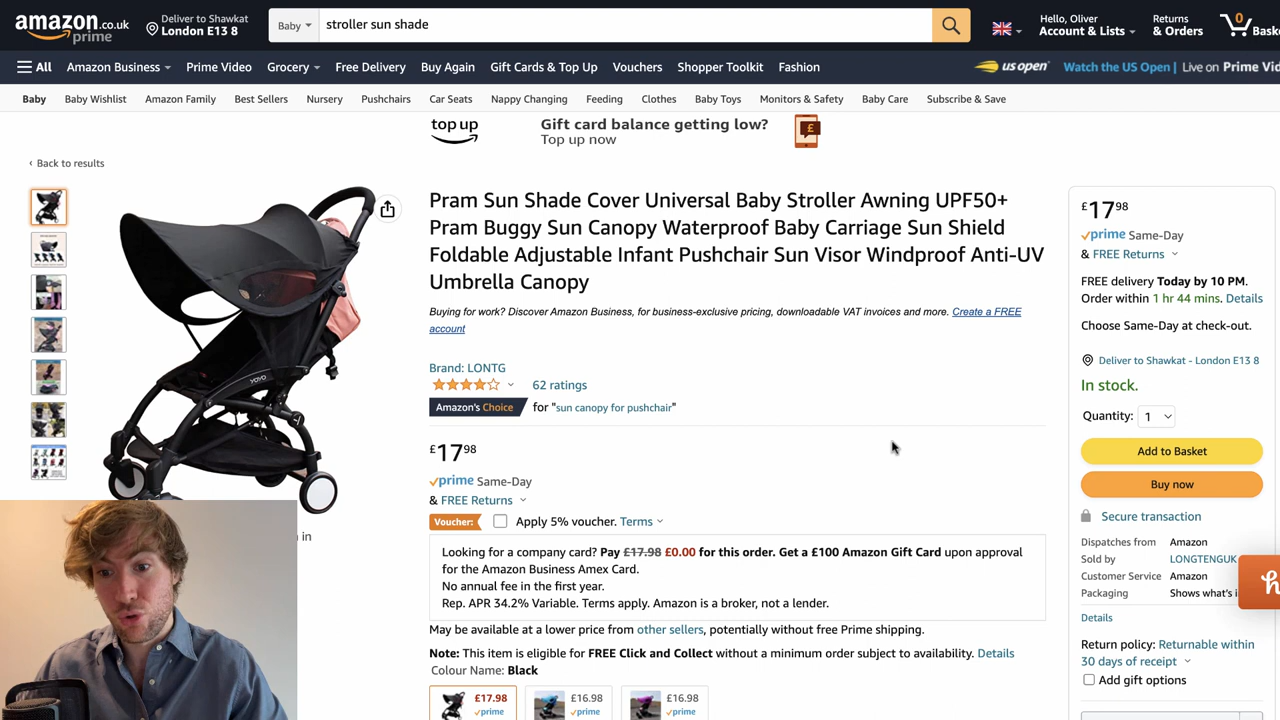 amazon.co.uk
prime
Deliver to Shawkat
London E13 8
Baby
stroller sun shade
Hello, Oliver
Account & Lists
Returns
& Orders
0
Bask
All
Amazon Business
Prime Video
Grocery
Free Delivery
Buy Again
Gift Cards & Top Up
Vouchers
Shopper Toolkit
Fashion
us open
Watch the US Open | Live on Prime Vid
Baby
Baby Wishlist
Amazon Family
Best Sellers
Nursery
Pushchairs
Car Seats
Nappy Changing
Feeding
Clothes
Baby Toys
Monitors & Safety
Baby Care
Subscribe & Save
top up
Gift card balance getting low?
Top up now
£
‹ Back to results
YOYO
Pram Sun Shade Cover Universal Baby Stroller Awning UPF50+
Pram Buggy Sun Canopy Waterproof Baby Carriage Sun Shield
Foldable Adjustable Infant Pushchair Sun Visor Windproof Anti-UV
Umbrella Canopy
Buying for work? Discover Amazon Business, for business-exclusive pricing, downloadable VAT invoices and more. Create a FREE
account
Brand: LONTG
62 ratings
Amazon's Choice for "sun canopy for pushchair"
£17 98
prime Same-Day
& FREE Returns
Voucher: Apply 5% voucher. Terms
Looking for a company card? Pay £17.98 £0.00 for this order. Get a £100 Amazon Gift Card upon approval
for the Amazon Business Amex Card.
No annual fee in the first year.
Rep. APR 34.2% Variable. Terms apply. Amazon is a broker, not a lender.
May be available at a lower price from other sellers, potentially without free Prime shipping.
Note: This item is eligible for FREE Click and Collect without a minimum order subject to availability. Details
Colour Name: Black
£17.98
prime
£16.98
prime
£16.98
prime
n in
£17 98
prime Same-Day
& FREE Returns
FREE delivery Today by 10 PM.
Order within 1 hr 44 mins. Details
Choose Same-Day at check-out.
Deliver to Shawkat - London E13 8
In stock.
Quantity: 1
Add to Basket
Buy now
Secure transaction
Dispatches from Amazon
Sold by LONGTENGUK
Customer Service Amazon
Packaging Shows what's i
Details
Return policy: Returnable within
30 days of receipt
Add gift options
h